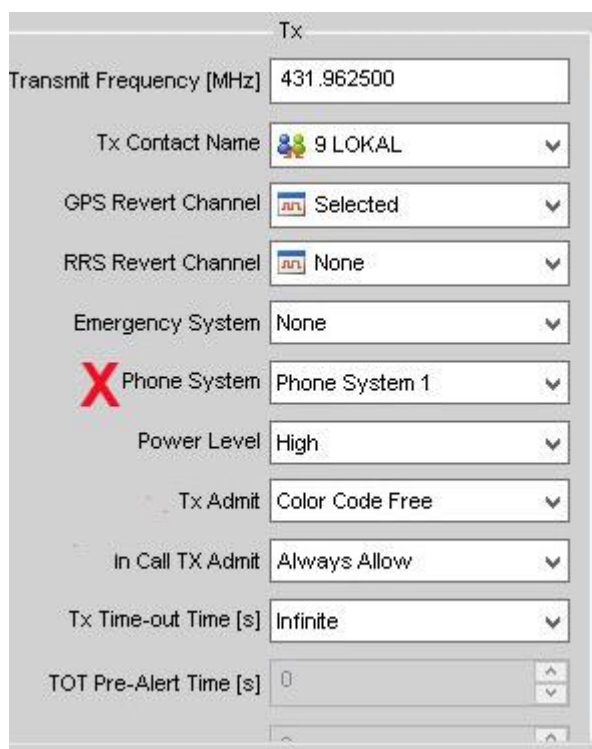 Tx
Transmit Frequency [MHz] 431.962500
Tx Contact Name 9 LOKAL
GPS Revert Channel Selected
RRS Revert Channel None
Emergency System None
X Phone System Phone System 1
Power Level High
Tx Admit Color Code Free
in Call TX Admit Always Allow
Tx Time-out Time [s] Infinite
TOT Pre-Alert Time [s] 0